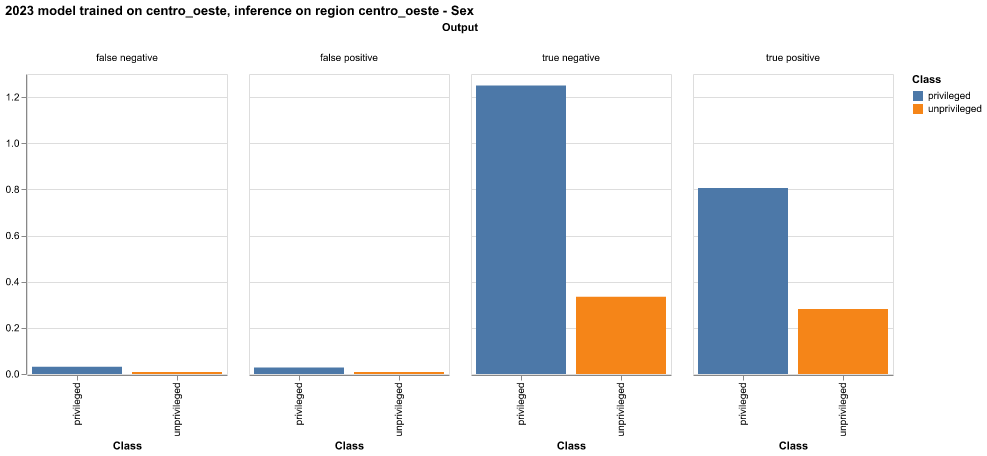 2023 model trained on centro_oeste, inference on region centro_oeste - Sex
Output
false negative
false positive
true negative
true positive
Class
privileged
unprivileged
1.2
1.0
0.8
0.6
0.4
0.2
0.0
privileged
unprivileged
privileged
unprivileged
privileged
unprivileged
privileged
unprivileged
Class
Class
Class
Class